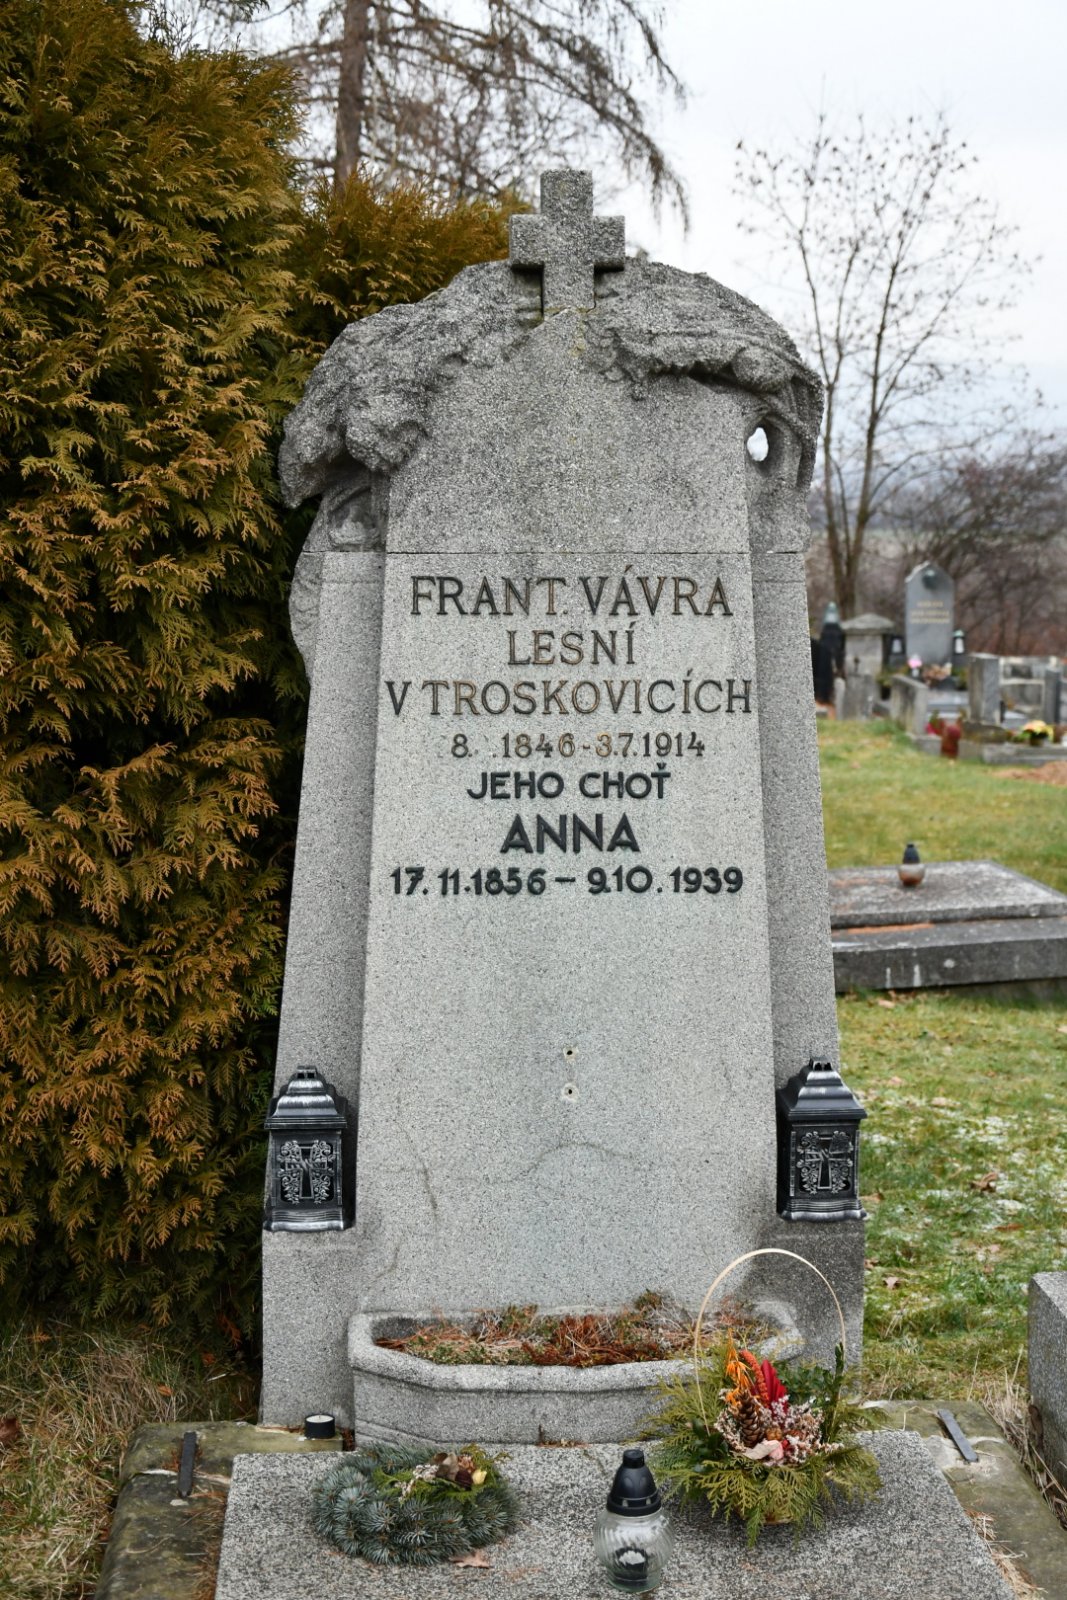 FRANT. VÁVRA
LESNÍ
V TROSKOVICÍCH
8. .1846-3.7.1914
JEHO CHOŤ
ANNA
17. 11.1856 – 9.10. 1939